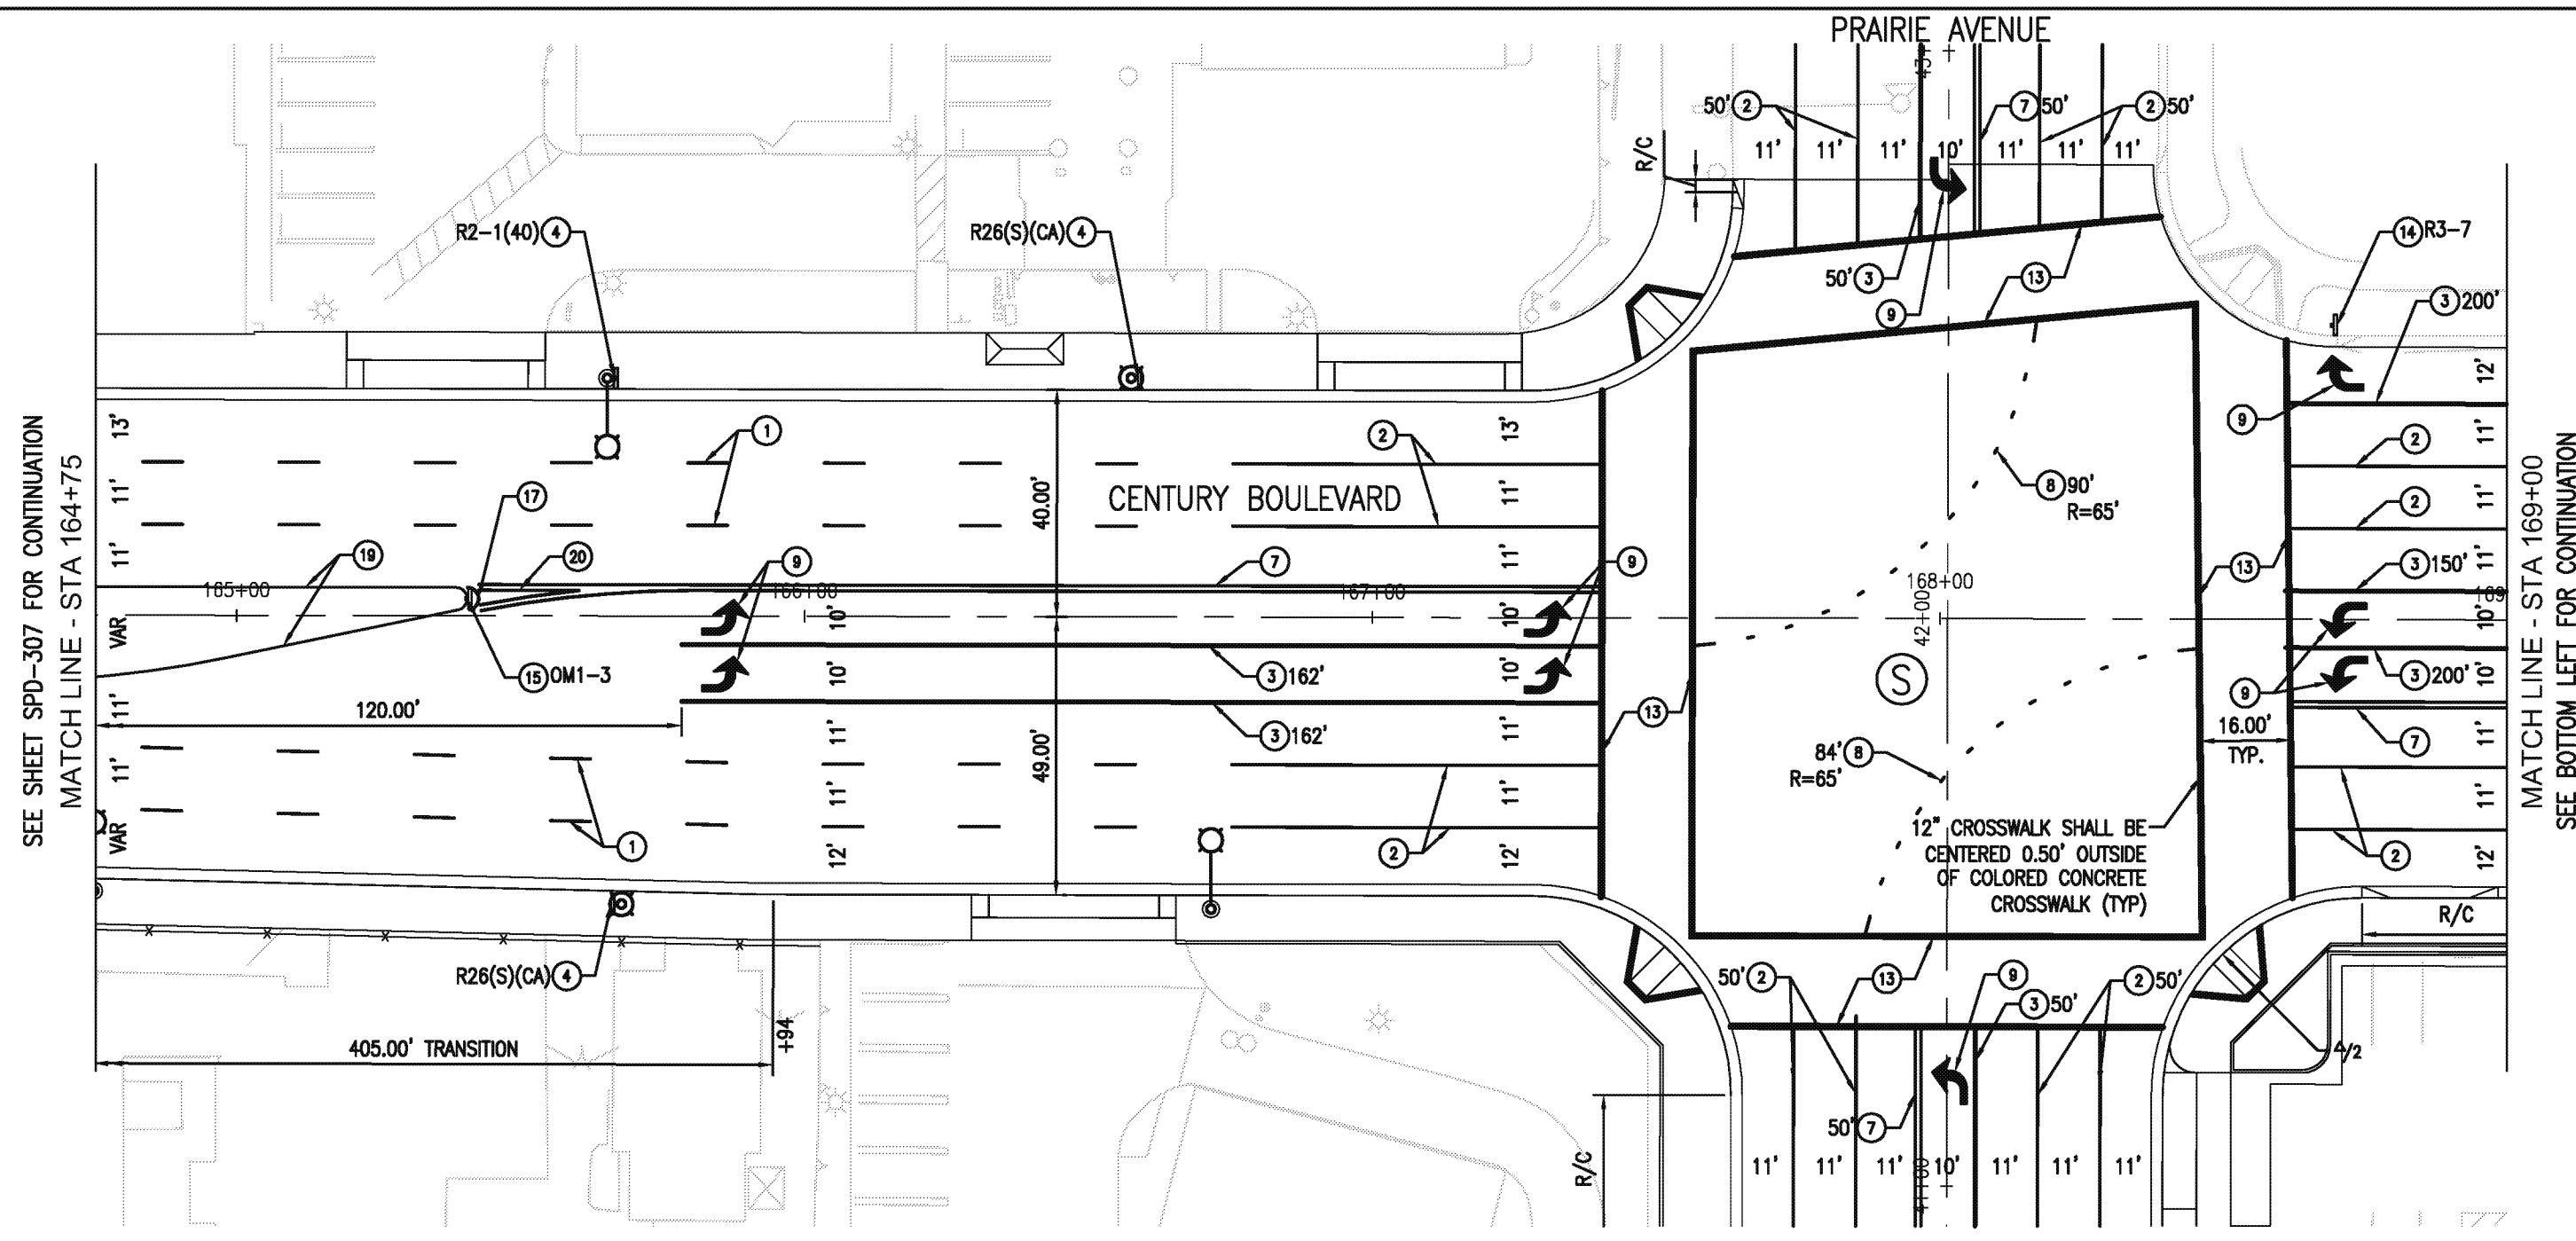 PRAIRIE AVENUE
43+
50' 2
7 50'
2 50'
11' 11' 11' 10' 11' 11' 11'
R/C
R2-1(40) 4
R26(S)(CA) 4
14 R3-7
50' 3
13
9
3 200'
12'
9
SEE SHEET SPD-307 FOR CONTINUATION
MATCH LINE - STA 164+75
13'
11'
11'
VAR
11'
11'
VAR
1
17
19
20
9
165+00
166+00
167+00
168+00
169
42+00
40.00'
CENTURY BOULEVARD
2
13'
11'
11'
10'
10'
11'
11'
12'
7
9
8 90'
R=65'
2
11'
2
11'
13
3 150'
11'
10'
15 OM1-3
10'
10'
11'
11'
12'
3 162'
3 162'
120.00'
49.00'
13
S
84' 8
R=65'
9
3 200' 10'
16.00'
TYP.
7
11'
11'
2
12'
12" CROSSWALK SHALL BE
CENTERED 0.50' OUTSIDE
OF COLORED CONCRETE
CROSSWALK (TYP)
MATCH LINE - STA 169+00
SEE BOTTOM LEFT FOR CONTINUATION
1
2
R/C
R26(S)(CA) 4
50' 2
13
9
3 50'
2 50'
405.00' TRANSITION
+94
Δ/2
50' 7
R/C
11' 11' 11' 10' 11' 11' 11'
41+00